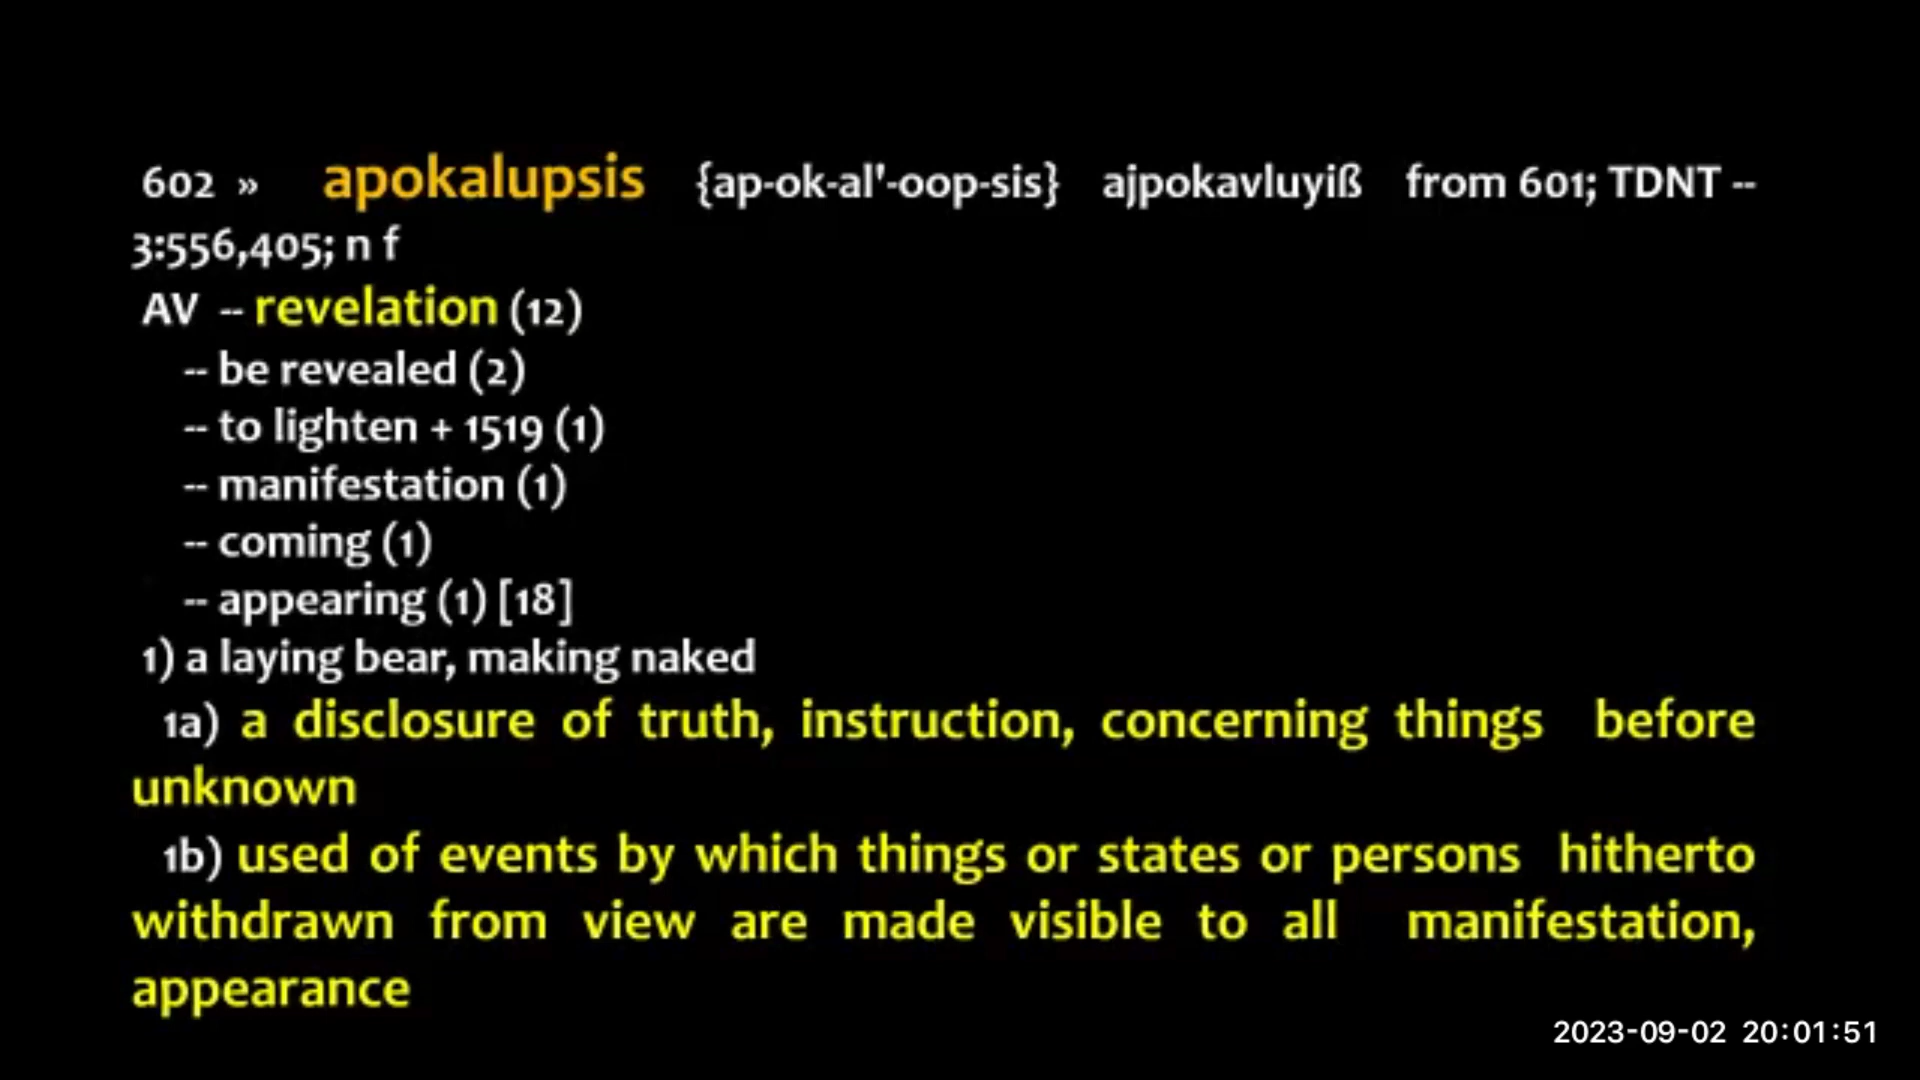 602 » apokalupsis {ap-ok-al'-oop-sis} ajpokavluyiß from 601; TDNT --
3:556,405; n f
AV -- revelation (12)
-- be revealed (2)
-- to lighten + 1519 (1)
-- manifestation (1)
-- coming (1)
-- appearing (1) [18]
1) a laying bear, making naked
1a) a disclosure of truth, instruction, concerning things before
unknown
1b) used of events by which things or states or persons hitherto
withdrawn from view are made visible to all manifestation,
appearance
2023-09-02 20:01:51